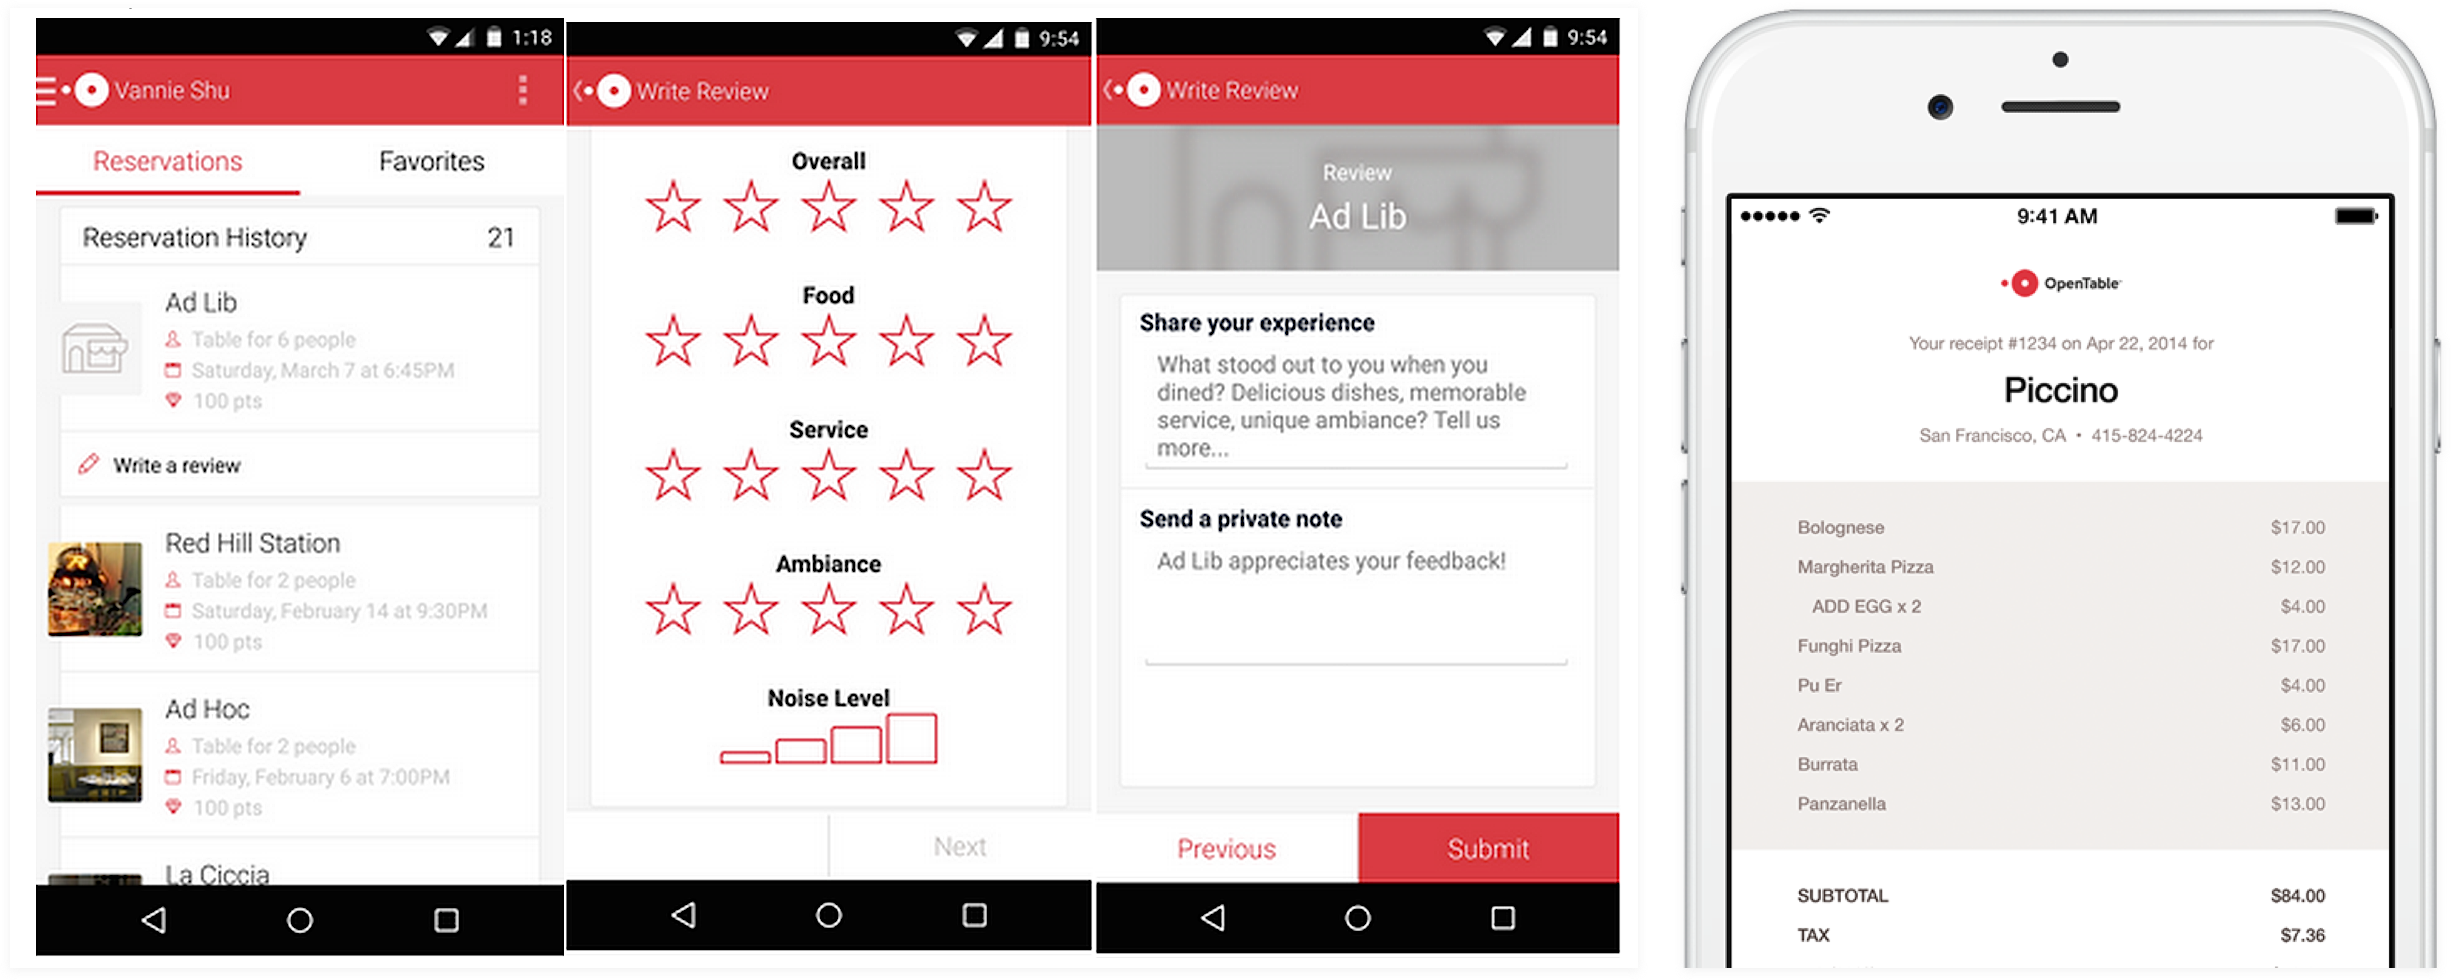 1:18
Vannie Shu
Reservations
Favorites
Reservation History 21
Ad Lib
Table for 6 people
Saturday, March 7 at 6:45PM
100 pts
Write a review
Red Hill Station
Table for 2 people
Saturday, February 14 at 9:30PM
100 pts
Ad Hoc
Table for 2 people
Friday, February 6 at 7:00PM
100 pts
La Ciccia
9:54
Write Review
Overall
Food
Service
Ambiance
Noise Level
Next
9:54
Write Review
Review
Ad Lib
Share your experience
What stood out to you when you
dined? Delicious dishes, memorable
service, unique ambiance? Tell us
more...
Send a private note
Ad Lib appreciates your feedback!
Previous
Submit
9:41 AM
OpenTable
Your receipt #1234 on Apr 22, 2014 for
Piccino
San Francisco, CA • 415-824-4224
Bolognese $17.00
Margherita Pizza $12.00
ADD EGG x 2 $4.00
Funghi Pizza $17.00
Pu Er $4.00
Aranciata x 2 $6.00
Burrata $11.00
Panzanella $13.00
SUBTOTAL $84.00
TAX $7.36